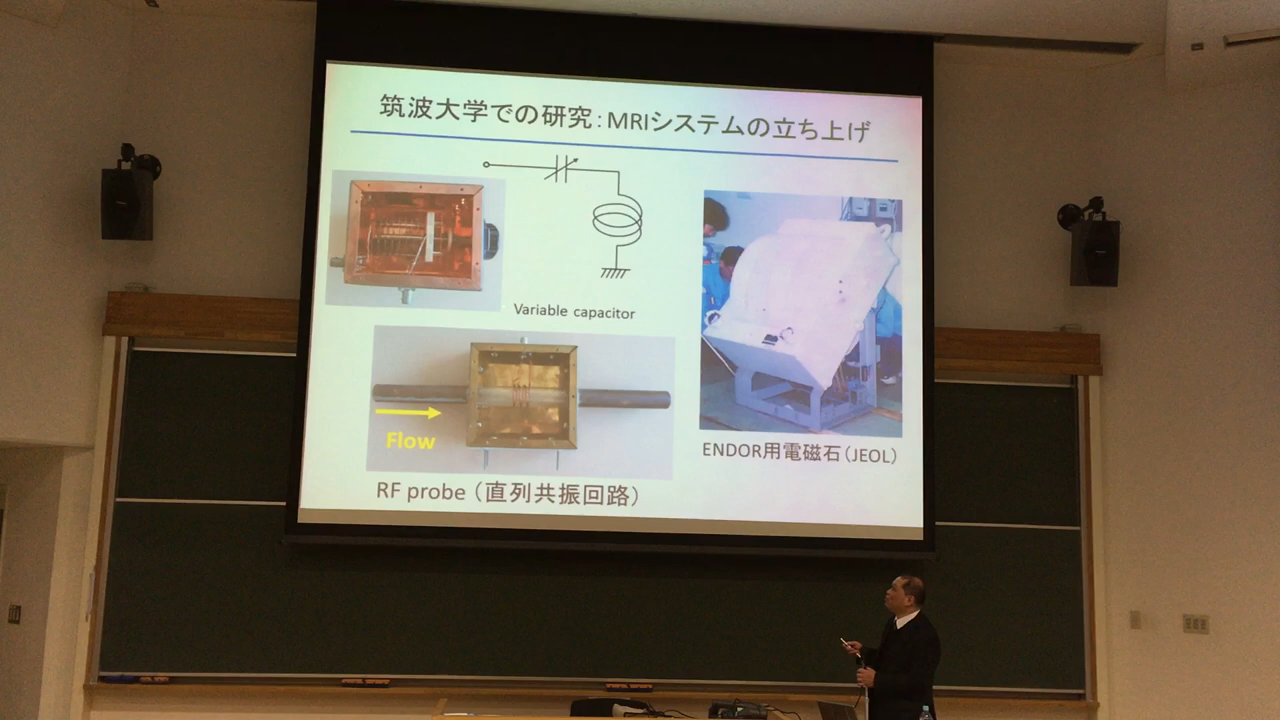 筑波大学での研究：MRIシステムの立ち上げ
Variable capacitor
Flow
RF probe（直列共振回路）
ENDOR用電磁石（JEOL）